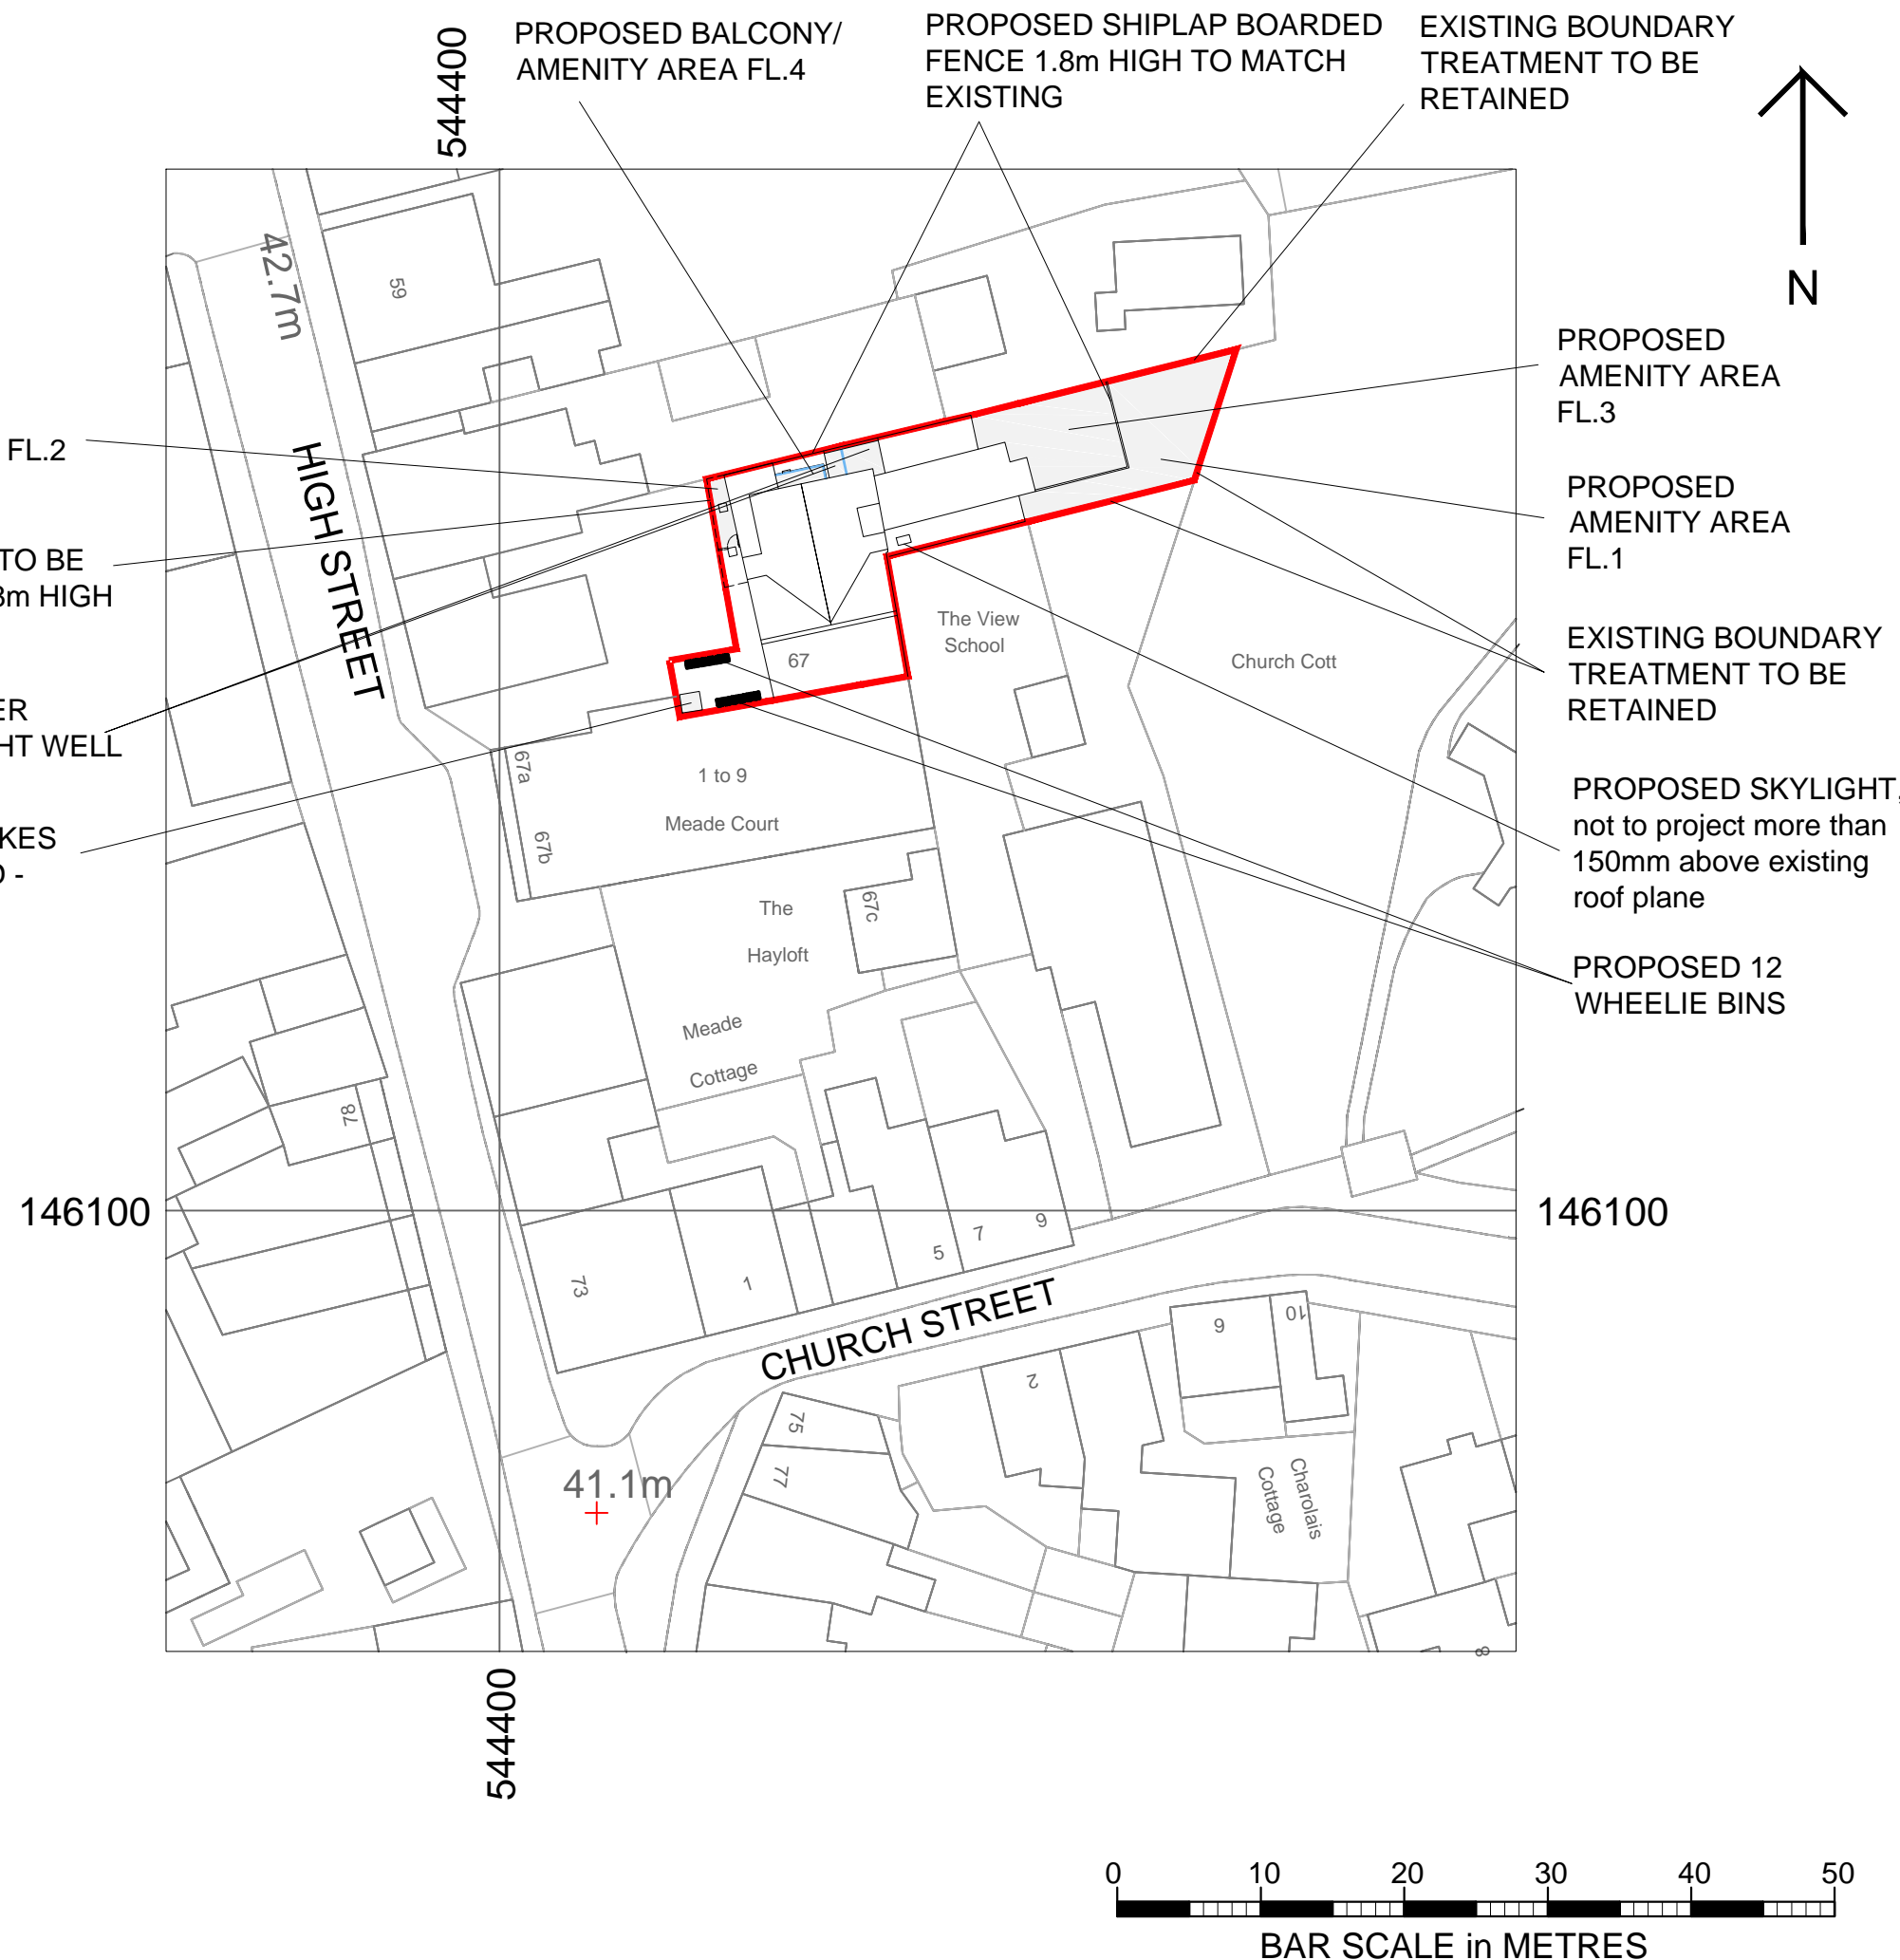 PROPOSED BALCONY/
AMENITY AREA FL.4
PROPOSED SHIPLAP BOARDED
FENCE 1.8m HIGH TO MATCH
EXISTING
EXISTING BOUNDARY
TREATMENT TO BE
RETAINED
544400
N
42.7m
59
PROPOSED
AMENITY AREA
FL.3
FL.2
HIGH STREET
PROPOSED
AMENITY AREA
FL.1
TO BE
8m HIGH
The View
School
67
Church Cott
EXISTING BOUNDARY
TREATMENT TO BE
RETAINED
ER
HT WELL
67a
67b
1 to 9
Meade Court
PROPOSED SKYLIGHT,
not to project more than
150mm above existing
roof plane
KES
D -
The
Hayloft
67c
PROPOSED 12
WHEELIE BINS
Meade
Cottage
78
146100
146100
5
7
9
73
1
CHURCH STREET
6
10
2
75
77
41.1m
Charolais
Cottage
8
544400
0
10
20
30
40
50
BAR SCALE in METRES